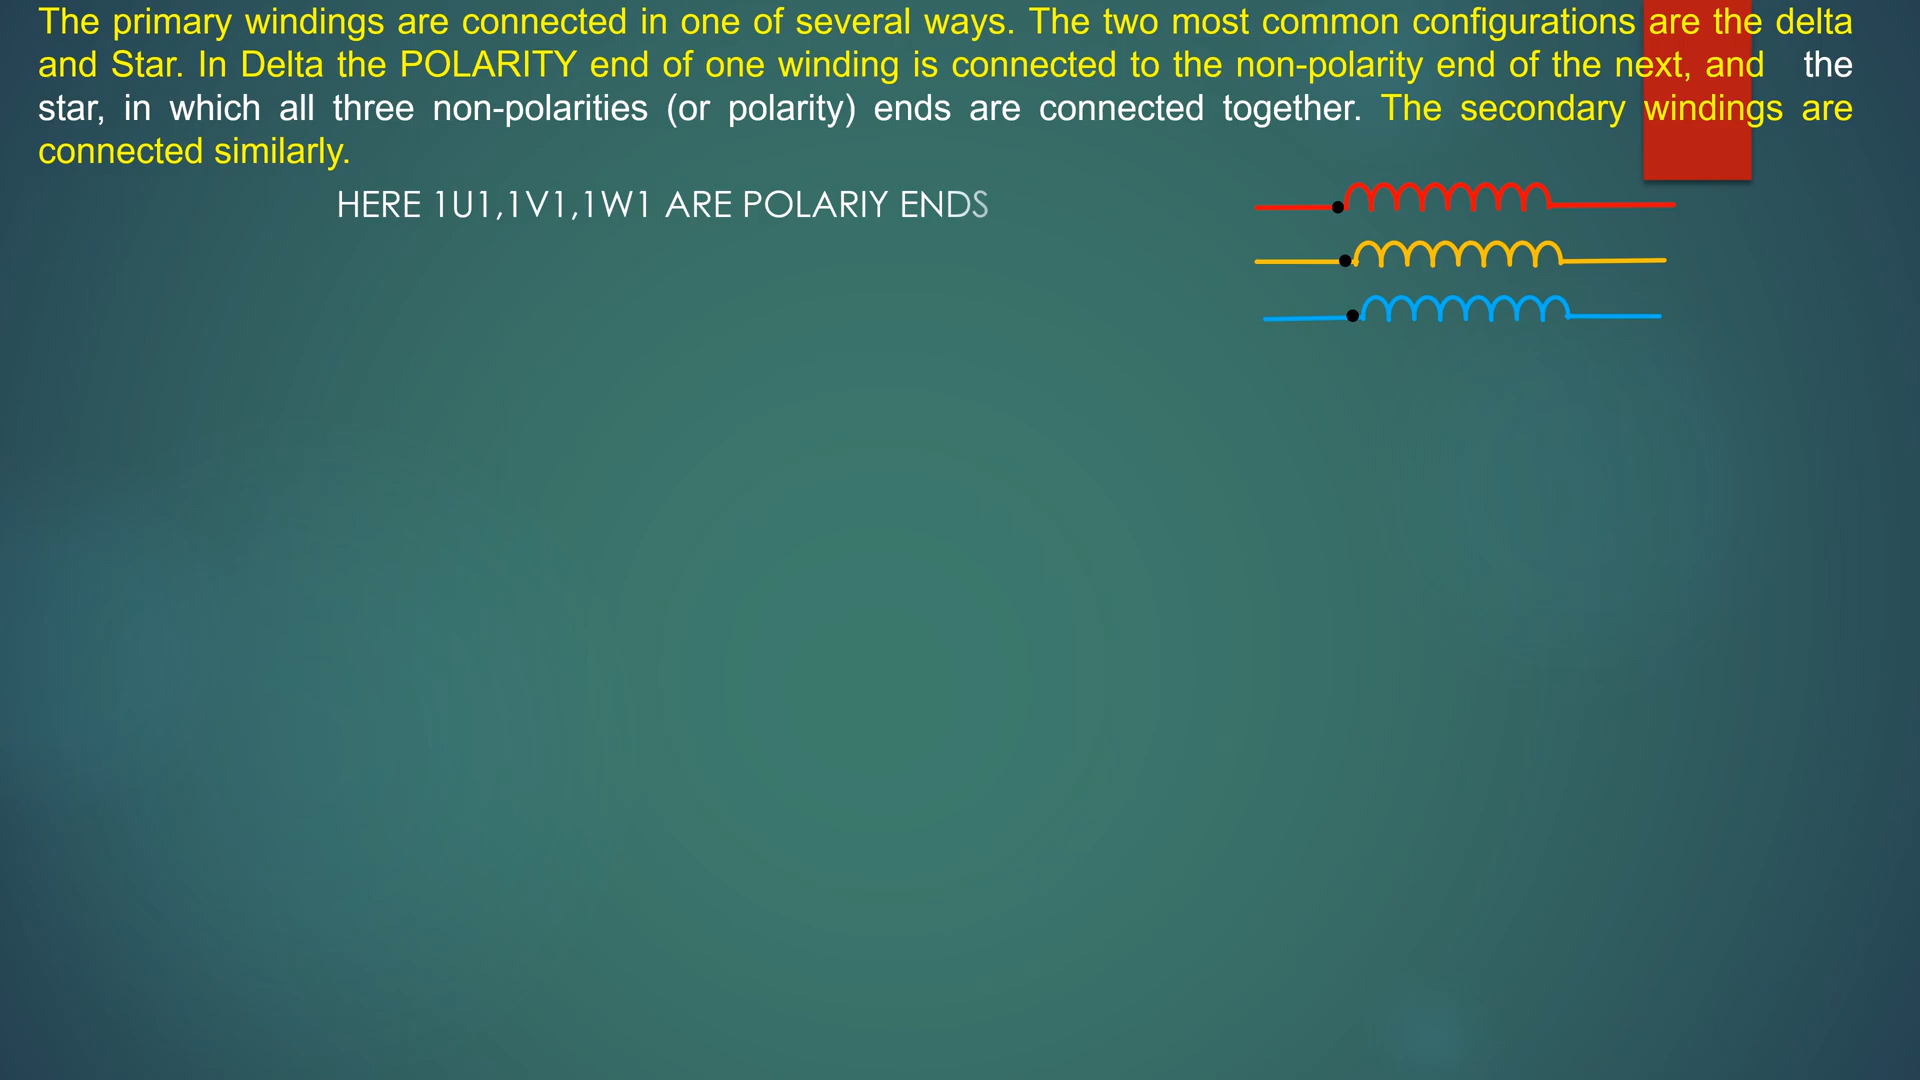 The primary windings are connected in one of several ways. The two most common configurations are the delta
and Star. In Delta the POLARITY end of one winding is connected to the non-polarity end of the next, and the
star, in which all three non-polarities (or polarity) ends are connected together. The secondary windings are
connected similarly.
HERE 1U1,1V1,1W1 ARE POLARIY ENDS